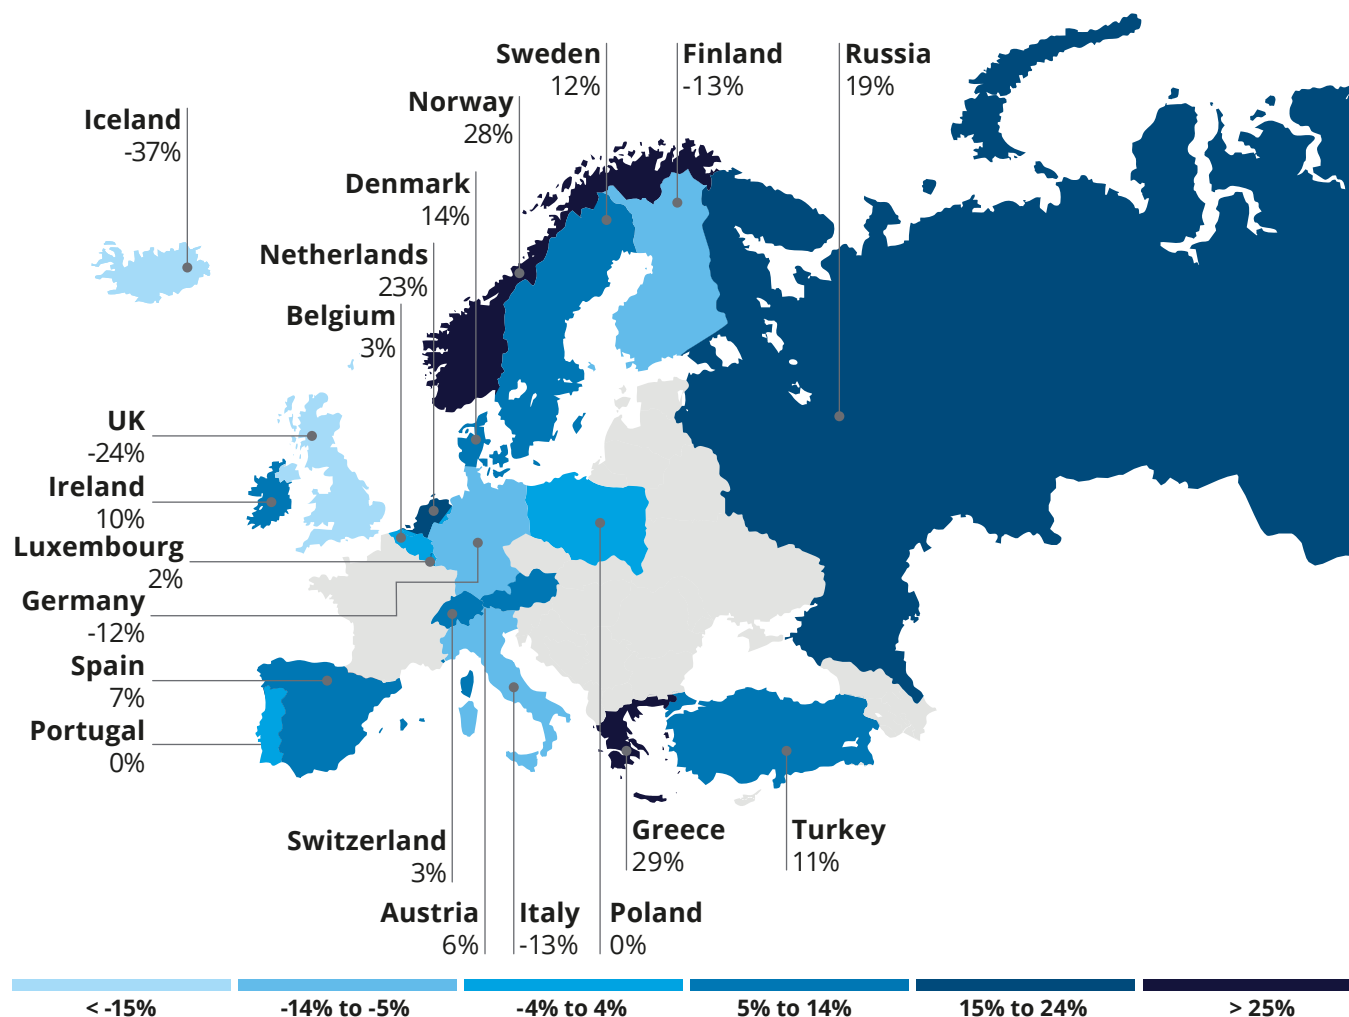 Sweden
12%
Finland
-13%
Russia
19%
Norway
28%
Iceland
-37%
Denmark
14%
Netherlands
23%
Belgium
3%
UK
-24%
Ireland
10%
Luxembourg
2%
Germany
-12%
Spain
7%
Portugal
0%
Switzerland
3%
Greece
29%
Turkey
11%
Austria
6%
Italy
-13%
Poland
0%
< -15%
-14% to -5%
-4% to 4%
5% to 14%
15% to 24%
> 25%